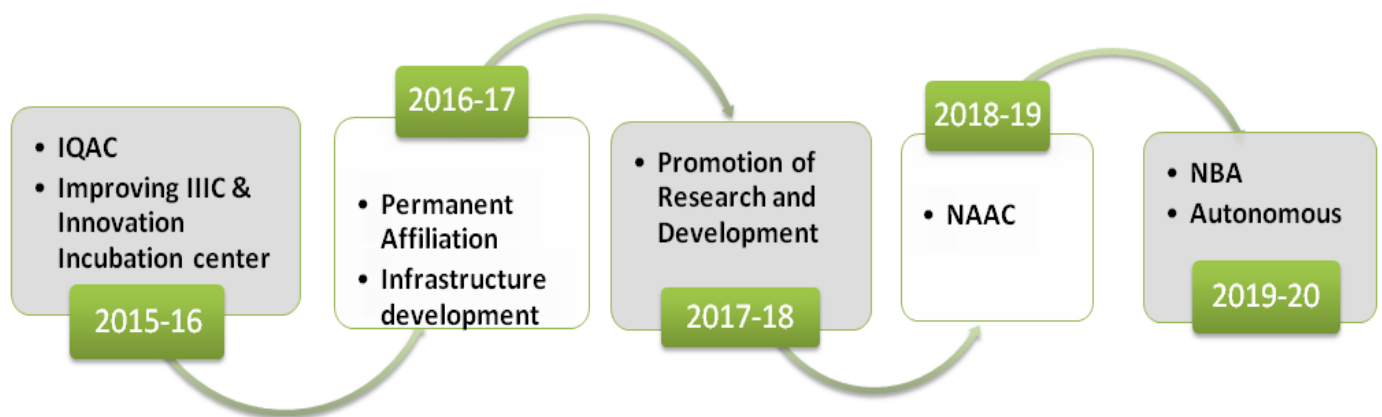 • IQAC
• Improving IIIC &
Innovation
Incubation center
2015-16
2016-17
• Permanent
Affiliation
• Infrastructure
development
• Promotion of
Research and
Development
2017-18
2018-19
• NAAC
• NBA
• Autonomous
2019-20